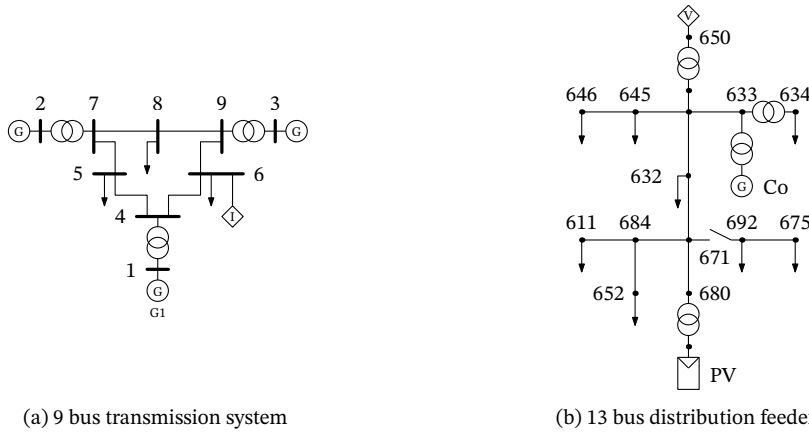 2 7 8 9 3
G G
5 6
4 I
1
G
G1
V
650
646 645 633 634
G Co
632
611 684 692 675
671
652 680
PV
(a) 9 bus transmission system
(b) 13 bus distribution feede